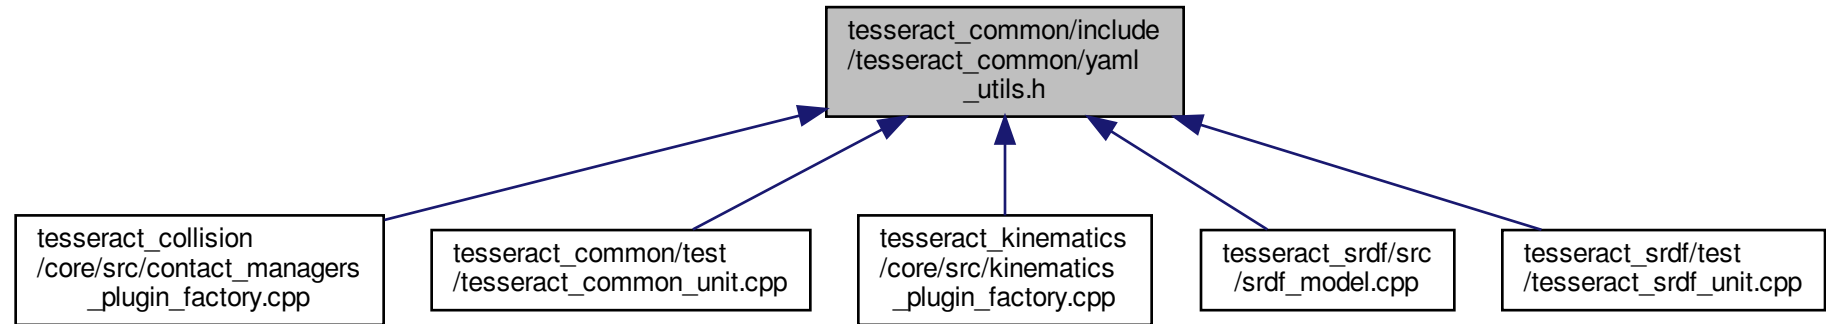 tesseract_common/include
/tesseract_common/yaml
_utils.h
tesseract_collision
/core/src/contact_managers
_plugin_factory.cpp
tesseract_common/test
/tesseract_common_unit.cpp
tesseract_kinematics
/core/src/kinematics
_plugin_factory.cpp
tesseract_srdf/src
/srdf_model.cpp
tesseract_srdf/test
/tesseract_srdf_unit.cpp